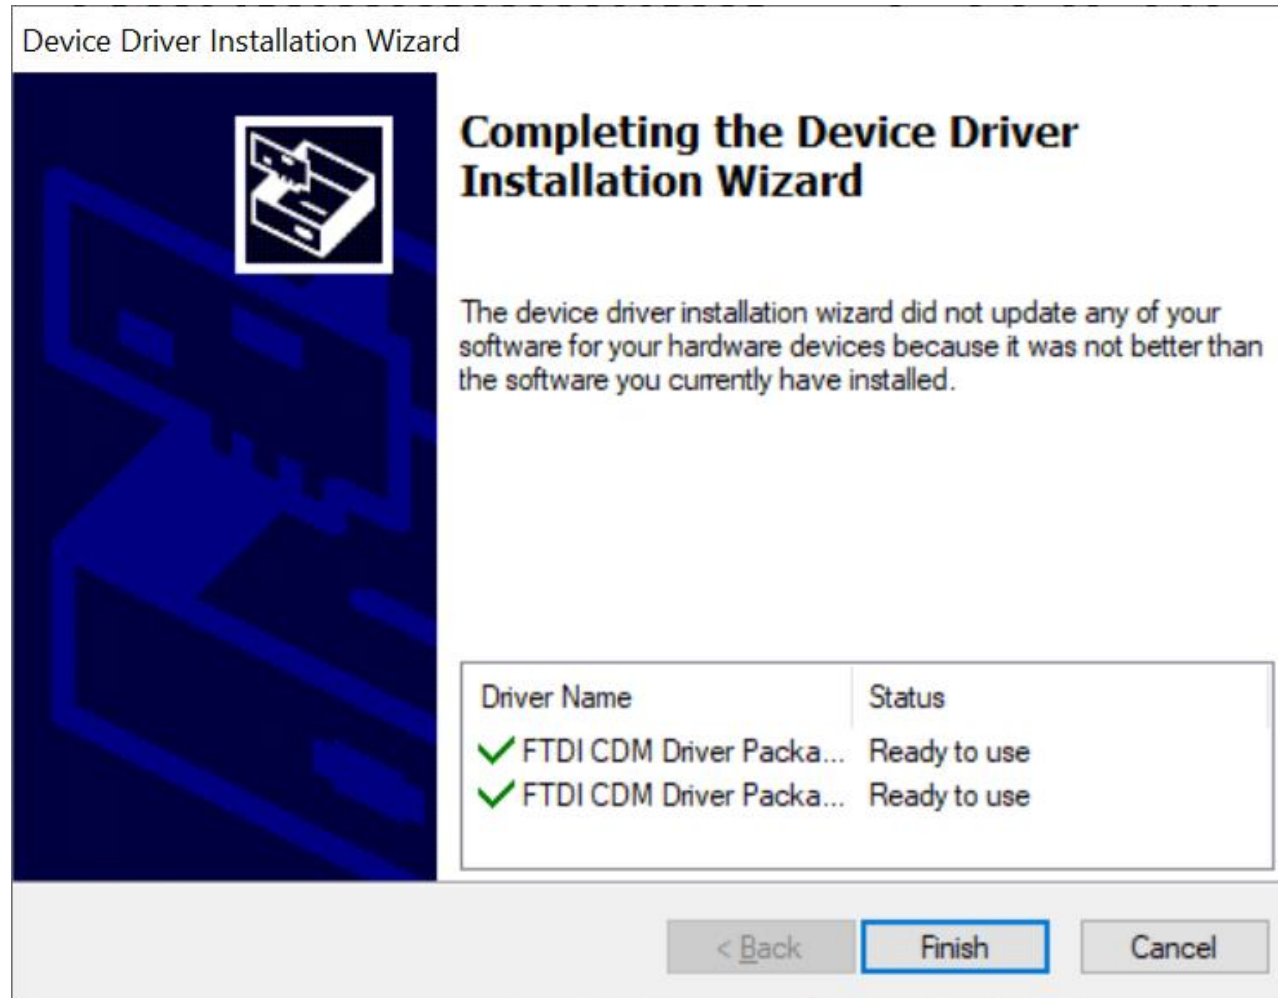 Device Driver Installation Wizard
Completing the Device Driver
Installation Wizard
The device driver installation wizard did not update any of your
software for your hardware devices because it was not better than
the software you currently have installed.
Driver Name Status
FTDI CDM Driver Packa... Ready to use
FTDI CDM Driver Packa... Ready to use
< Back Finish Cancel